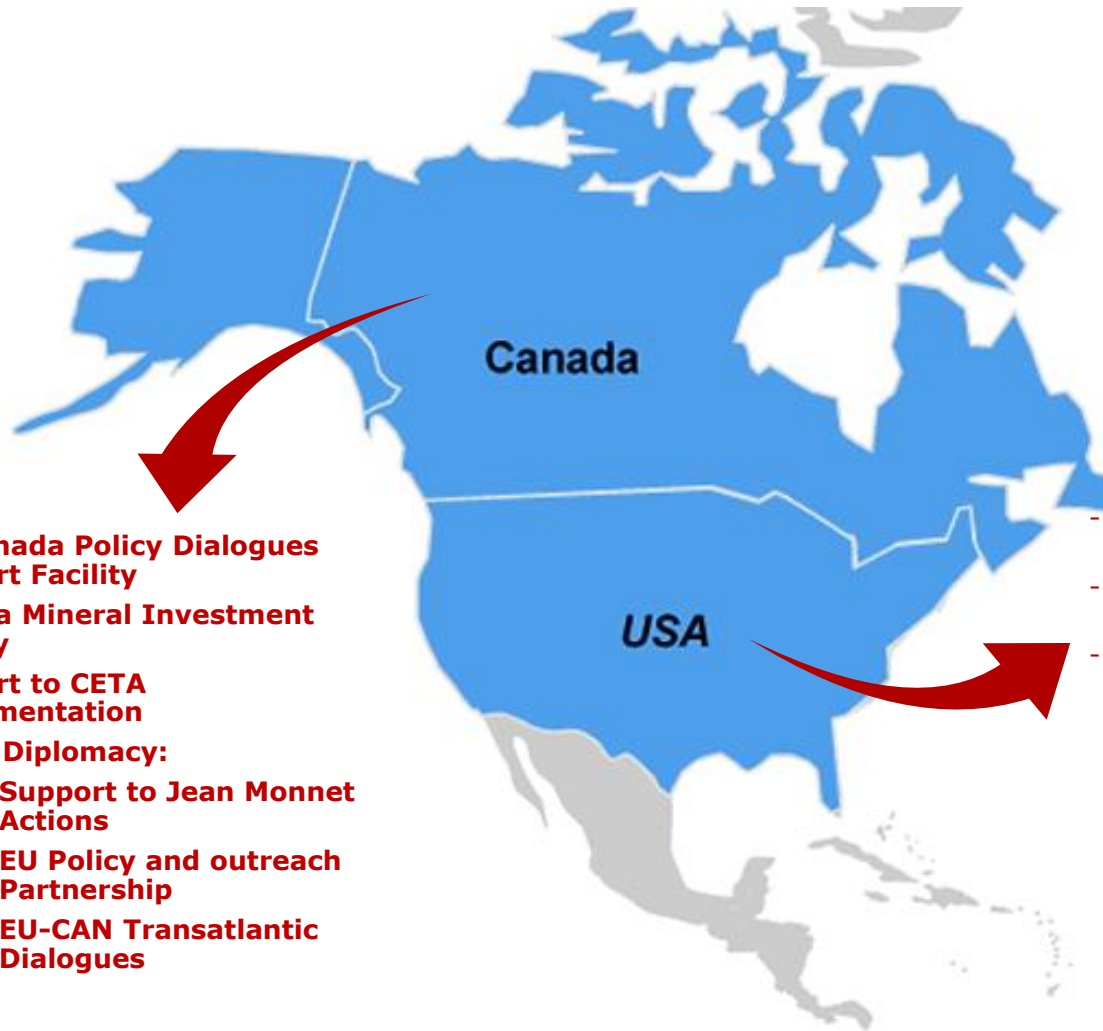 Canada
nada Policy Dialogues
rt Facility
a Mineral Investment
y
rt to CETA
mentation
Diplomacy:
Support to Jean Monnet
Actions
EU Policy and outreach
Partnership
EU-CAN Transatlantic
Dialogues
USA
-
-
-